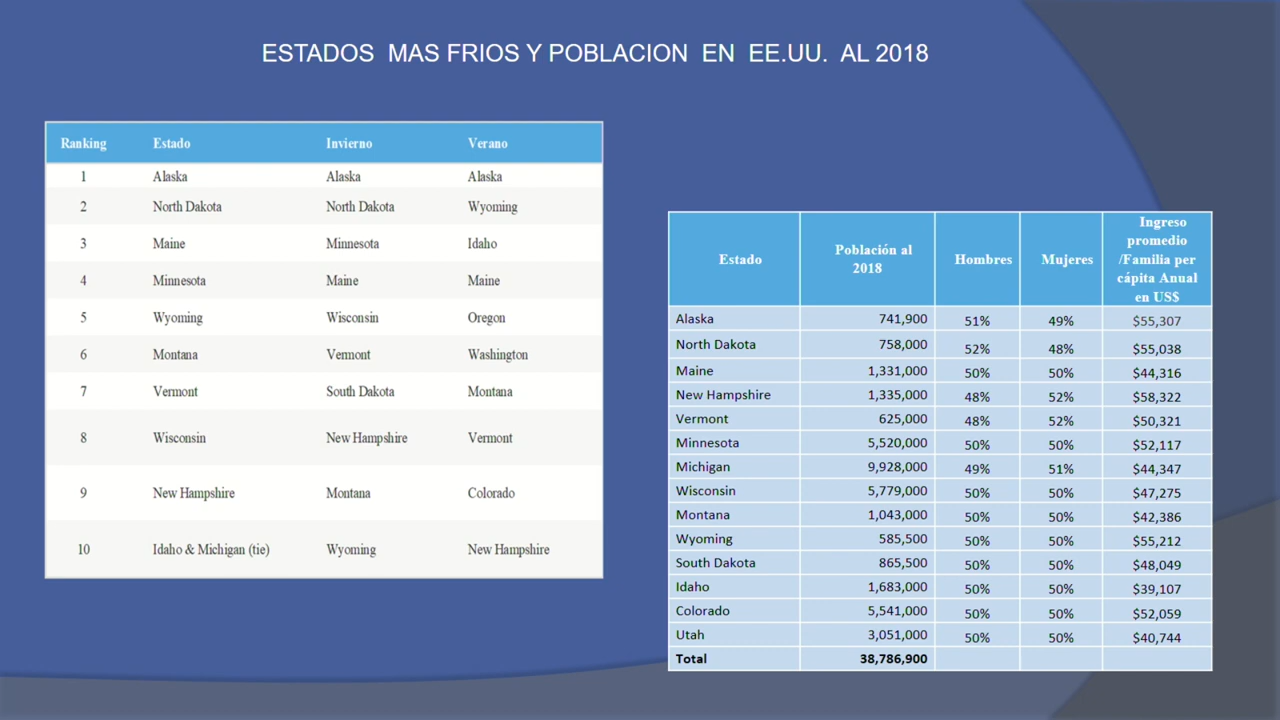 ESTADOS MAS FRIOS Y POBLACION EN EE.UU. AL 2018
Ranking Estado Invierno Verano
1 Alaska Alaska Alaska
2 North Dakota North Dakota Wyoming
3 Maine Minnesota Idaho
4 Minnesota Maine Maine
5 Wyoming Wisconsin Oregon
6 Montana Vermont Washington
7 Vermont South Dakota Montana
8 Wisconsin New Hampshire Vermont
9 New Hampshire Montana Colorado
10 Idaho & Michigan (tie) Wyoming New Hampshire
Estado
Población al
2018
Hombres
Mujeres
Ingreso
promedio
/Familia per
cápita Anual
en US$
Alaska 741,900 51% 49% $55,307
North Dakota 758,000 52% 48% $55,038
Maine 1,331,000 50% 50% $44,316
New Hampshire 1,335,000 48% 52% $58,322
Vermont 625,000 48% 52% $50,321
Minnesota 5,520,000 50% 50% $52,117
Michigan 9,928,000 49% 51% $44,347
Wisconsin 5,779,000 50% 50% $47,275
Montana 1,043,000 50% 50% $42,386
Wyoming 585,500 50% 50% $55,212
South Dakota 865,500 50% 50% $48,049
Idaho 1,683,000 50% 50% $39,107
Colorado 5,541,000 50% 50% $52,059
Utah 3,051,000 50% 50% $40,744
Total 38,786,900